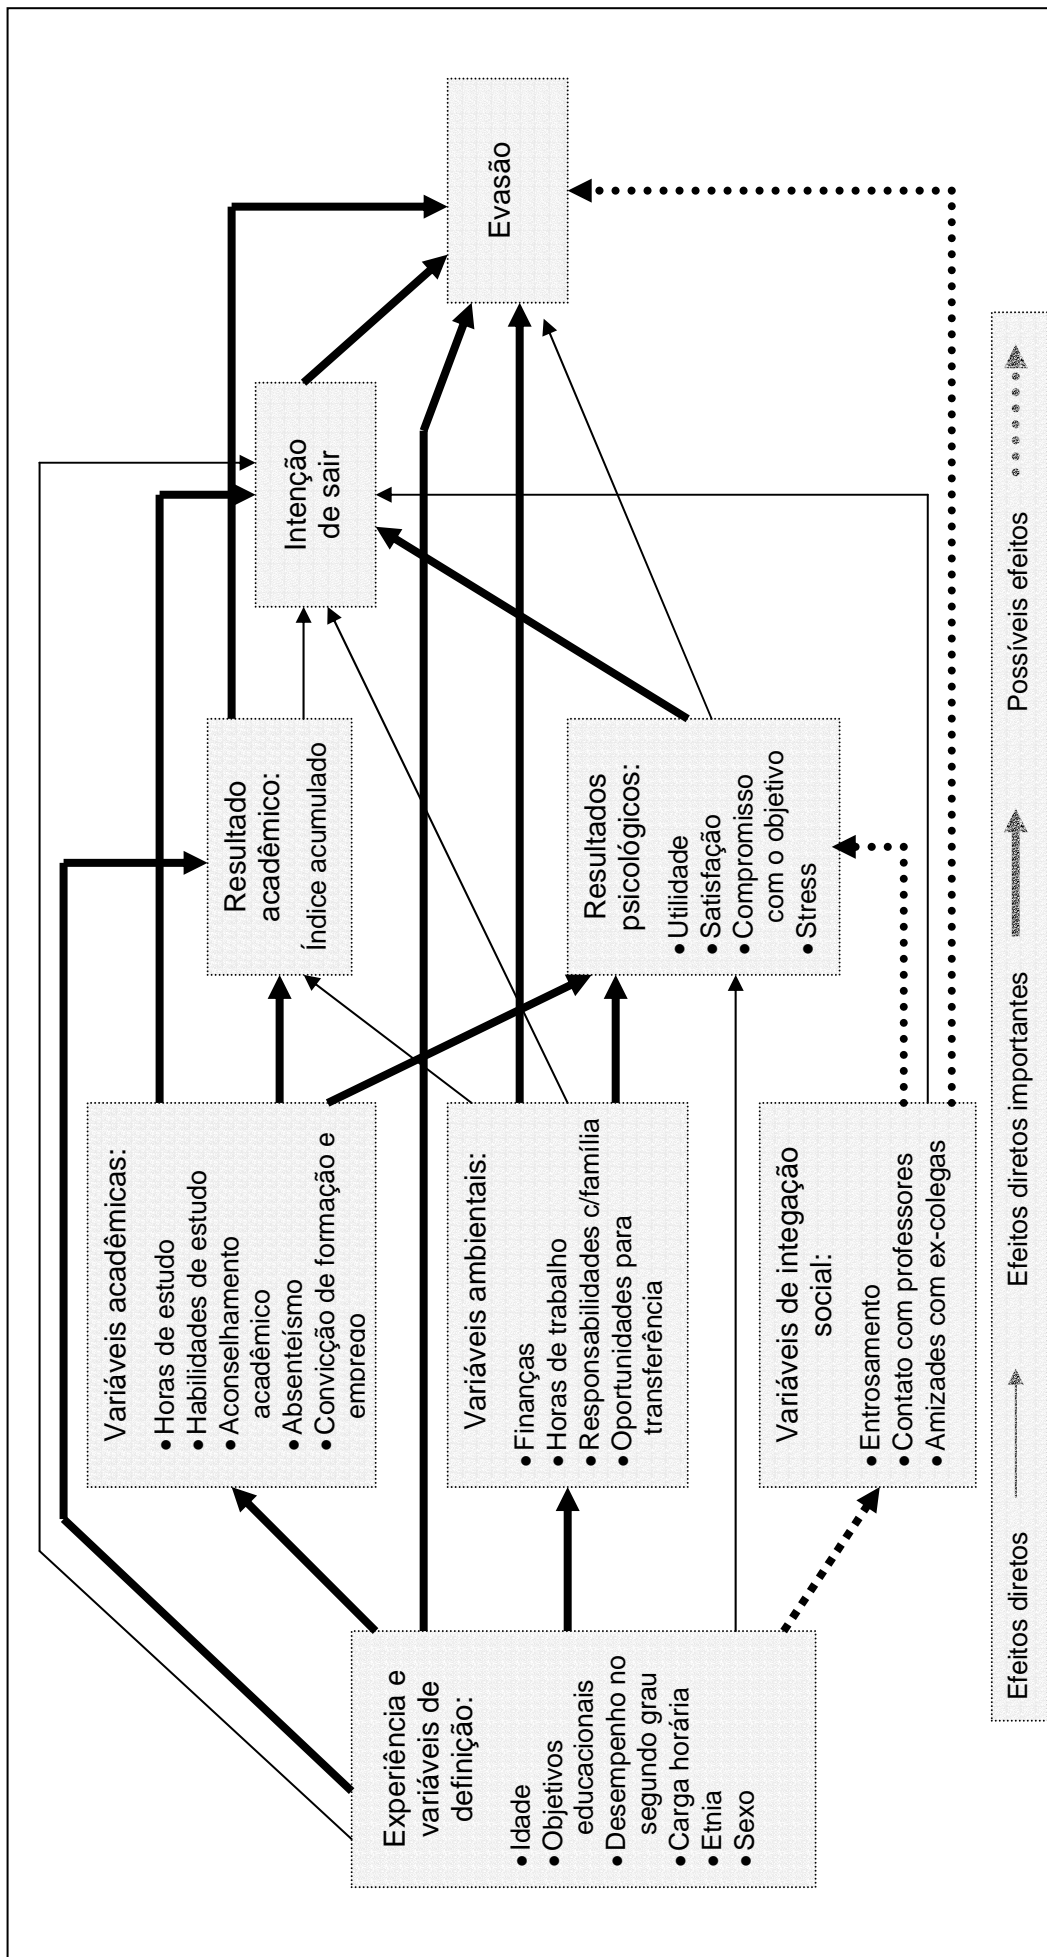 Experiência e
variáveis de
definição:
•Idade
•Objetivos
educacionais
•Desempenho no
segundo grau
•Carga horária
•Etnia
•Sexo
Variáveis acadêmicas:
•Horas de estudo
•Habilidades de estudo
•Aconselhamento
acadêmico
•Absenteísmo
•Convicção de formação e
emprego
Variáveis ambientais:
•Finanças
•Horas de trabalho
•Responsabilidades c/família
•Oportunidades para
transferência
Variáveis de integação
social:
•Entrosamento
•Contato com professores
•Amizades com ex-colegas
Resultado
acadêmico:
Índice acumulado
Resultados
psicológicos:
•Utilidade
•Satisfação
•Compromisso
com o objetivo
•Stress
Intenção
de sair
Evasão
Efeitos diretos
Efeitos diretos importantes
Possíveis efeitos